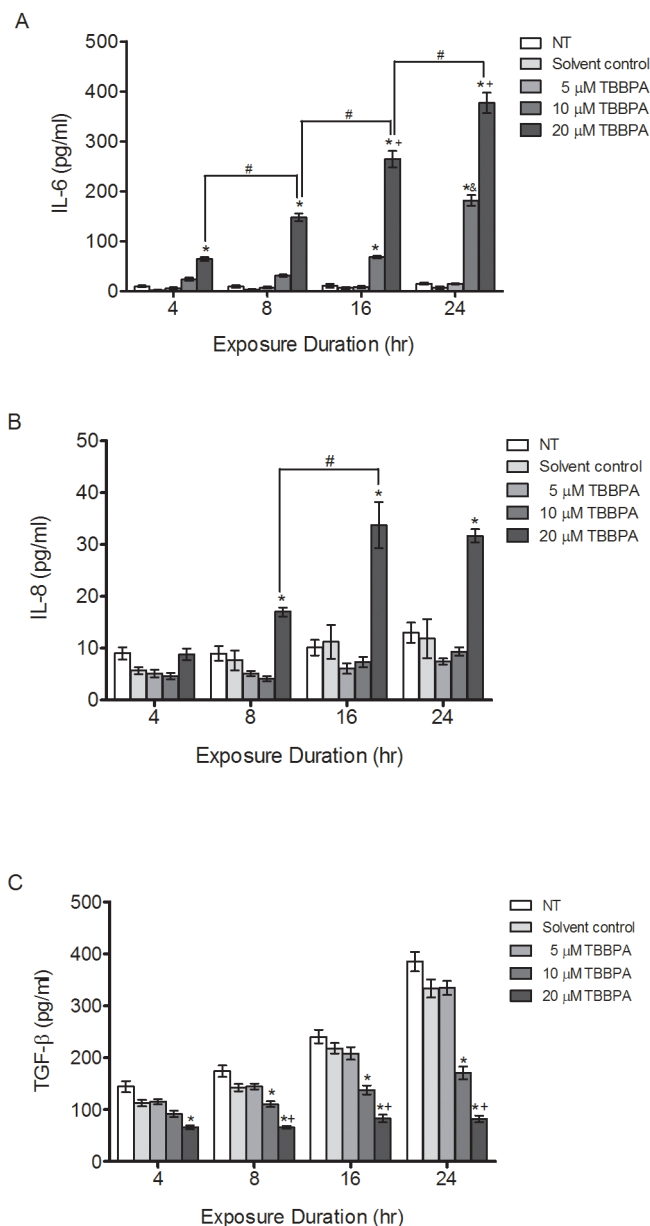 A
NT
Solvent control
5 μM TBBPA
10 μM TBBPA
20 μM TBBPA
500
400
300
200
100
0
IL-6 (pg/ml)
# # #
* * *+ * *& *+
4 8 16 24
Exposure Duration (hr)
B
NT
Solvent control
5 μM TBBPA
10 μM TBBPA
20 μM TBBPA
50
40
30
20
10
0
IL-8 (pg/ml)
#
* * *
4 8 16 24
Exposure Duration (hr)
C
NT
Solvent control
5 μM TBBPA
10 μM TBBPA
20 μM TBBPA
500
400
300
200
100
0
TGF-β (pg/ml)
* * *+ * *+ * *+
4 8 16 24
Exposure Duration (hr)